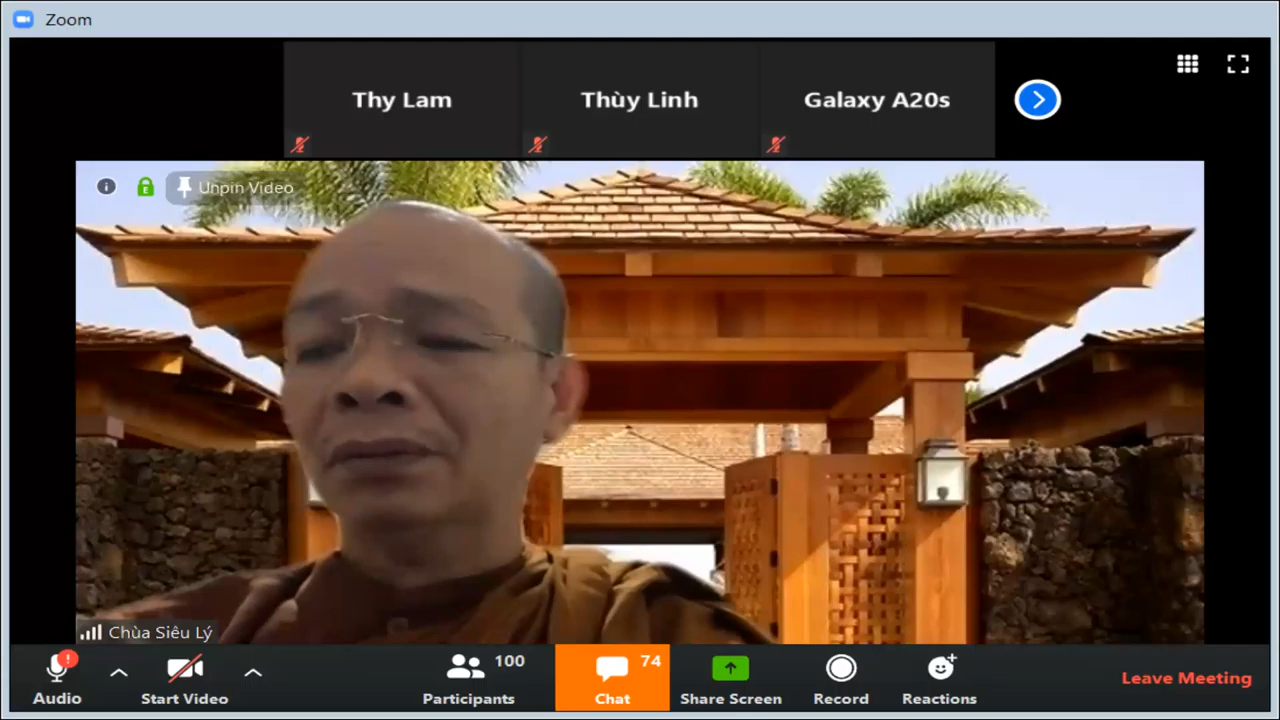 Zoom
Thy Lam
Thùy Linh
Galaxy A20s
Unpin Video
Chùa Siêu Lý
100
74
Audio
Start Video
Participants
Chat
Share Screen
Record
Reactions
Leave Meeting